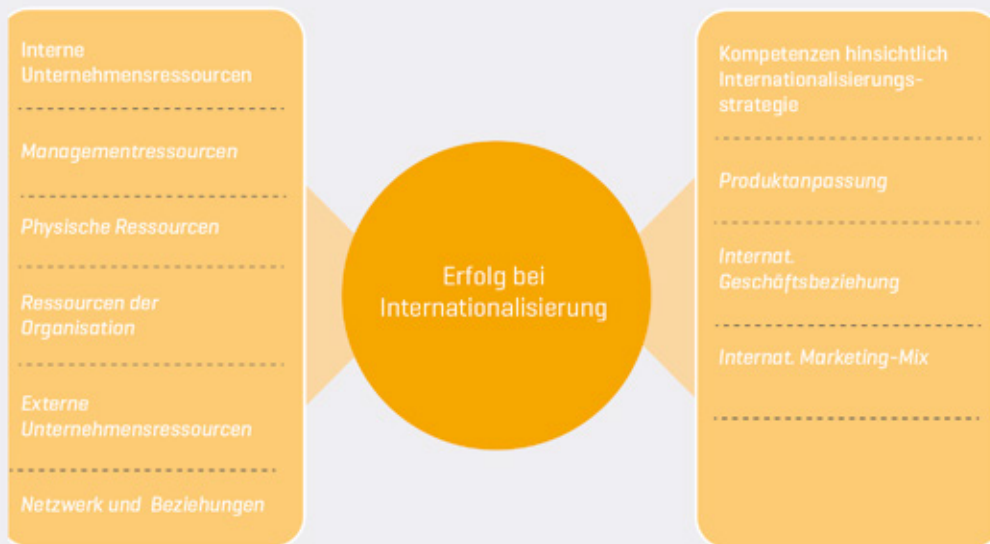 Interne
Unternehmensressourcen
Managementressourcen
Physische Ressourcen
Ressourcen der
Organisation
Externe
Unternehmensressourcen
Netzwerk und Beziehungen
Erfolg bei
Internationalisierung
Kompetenzen hinsichtlich
Internationalisierungs-
strategie
Produktanpassung
Internat.
Geschäftsbeziehung
Internat. Marketing-Mix